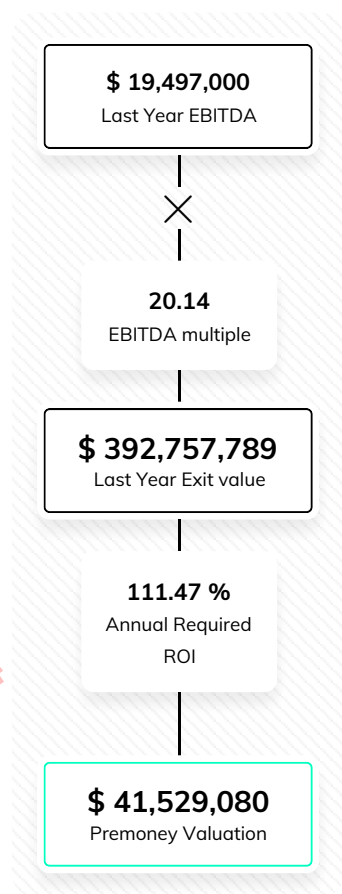 $ 19,497,000
Last Year EBITDA
20.14
EBITDA multiple
$ 392,757,789
Last Year Exit value
111.47 %
Annual Required
ROI
$ 41,529,080
Premoney Valuation